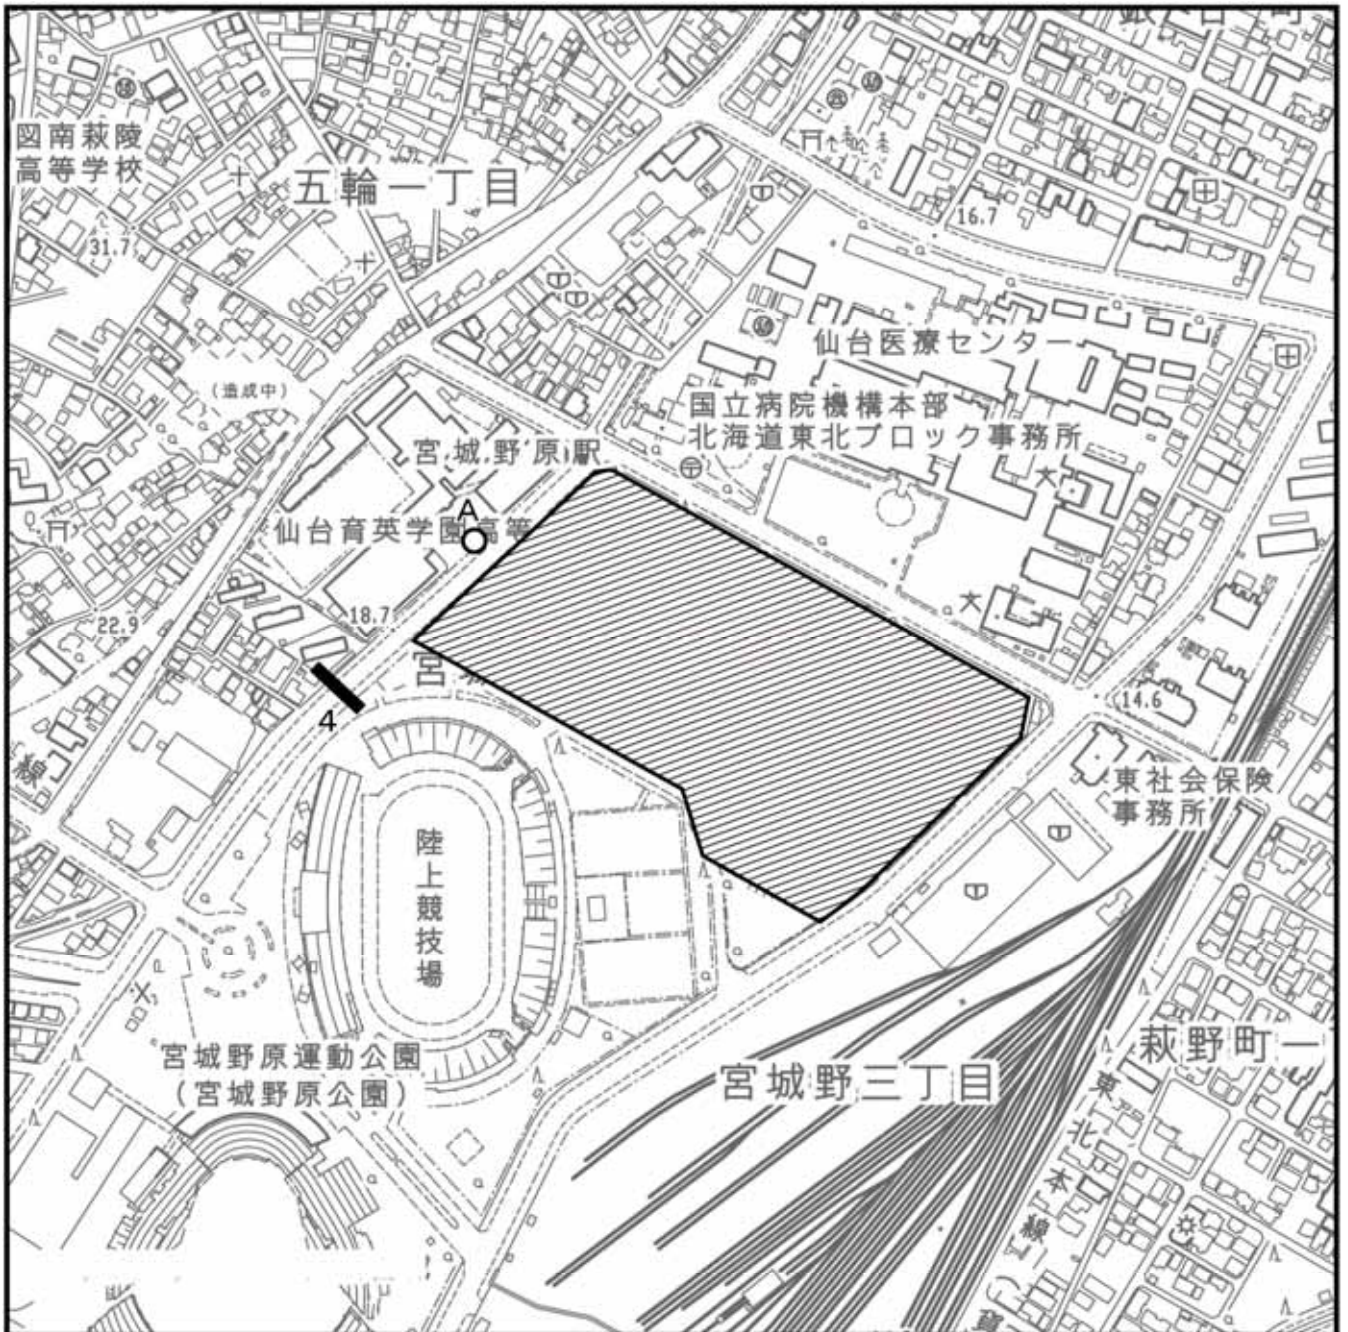 図南萩陵
高等学校
五輪一丁目
31.7
16.7
(造成中)
仙台医療センター
国立病院機構本部
北海道東北ブロック事務所
宮城野原駅
A
仙台育英学園高等
18.7
22.9
宮
4
14.6
線
東社会保険
事務所
陸上競技場
宮城野原運動公園
(宮城野原公園)
宮城野三丁目
萩野町一
東北本線